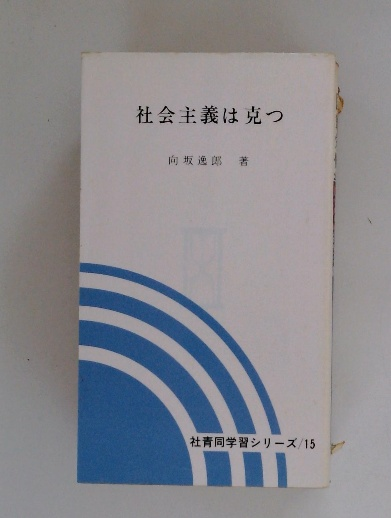 社会主義は克つ
向坂逸郎 著
社青同学習シリーズ/15